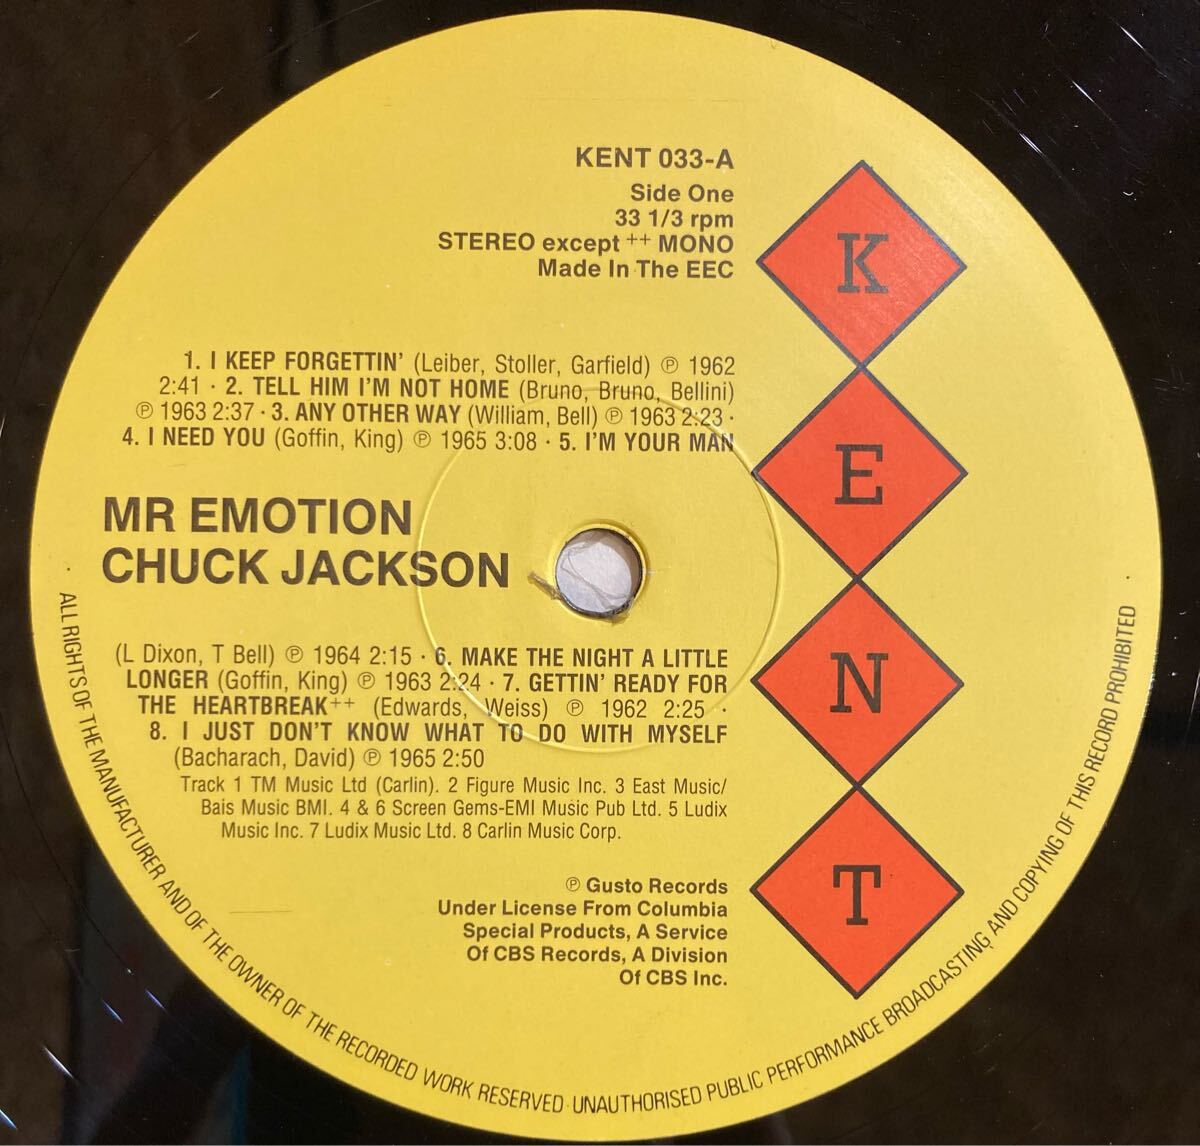 KENT 033-A
Side One
33 1/3 rpm
STEREO except ++ MONO
Made In The EEC
1. I KEEP FORGETTIN' (Leiber, Stoller, Garfield) ℗ 1962
2:41 · 2. TELL HIM I'M NOT HOME (Bruno, Bruno, Bellini)
℗ 1963 2:37 · 3. ANY OTHER WAY (William, Bell) ℗ 1963 2:23 ·
4. I NEED YOU (Goffin, King) ℗ 1965 3:08 · 5. I'M YOUR MAN
MR EMOTION
CHUCK JACKSON
(L Dixon, T Bell) ℗ 1964 2:15 · 6. MAKE THE NIGHT A LITTLE
LONGER (Goffin, King) ℗ 1963 2:24 · 7. GETTIN' READY FOR
THE HEARTBREAK++ (Edwards, Weiss) ℗ 1962 2:25 ·
8. I JUST DON'T KNOW WHAT TO DO WITH MYSELF
(Bacharach, David) ℗ 1965 2:50
Track 1 TM Music Ltd (Carlin). 2 Figure Music Inc. 3 East Music/
Bais Music BMI. 4 & 6 Screen Gems-EMI Music Pub Ltd. 5 Ludix
Music Inc. 7 Ludix Music Ltd. 8 Carlin Music Corp.
℗ Gusto Records
Under License From Columbia
Special Products, A Service
Of CBS Records, A Division
Of CBS Inc.
K
E
N
T
ALL RIGHTS OF THE MANUFACTURER AND OF THE OWNER OF THE RECORDED WORK RESERVED · UNAUTHORISED PUBLIC PERFORMANCE BROADCASTING AND COPYING OF THIS RECORD PROHIBITED